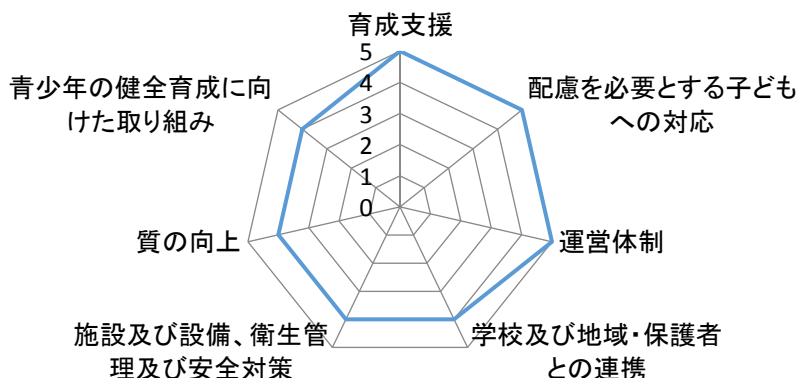 育成支援
5
4
3
2
1
0
配慮を必要とする子ども
への対応
運営体制
学校及び地域・保護者
との連携
施設及び設備、衛生管
理及び安全対策
質の向上
青少年の健全育成に向
けた取り組み